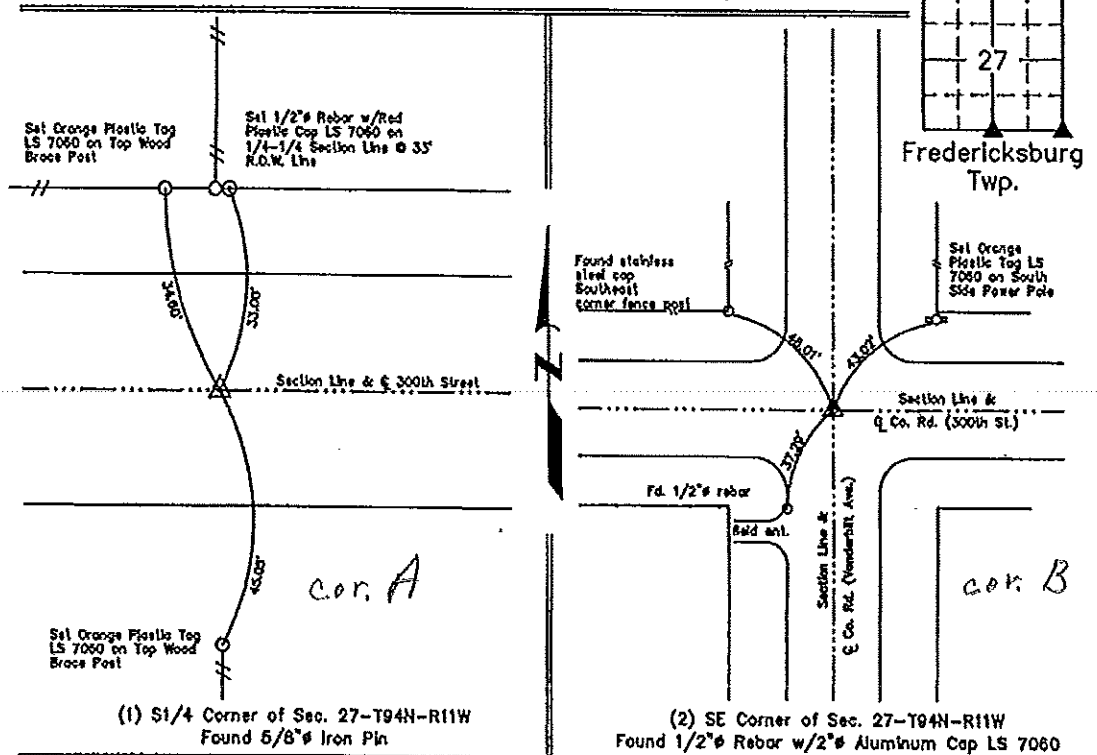 27
Fredericksburg
Twp.
Set Orange Plastic Tag
LS 7060 on Top Wood
Brace Post
Set 1/2"ø Rebar w/Red
Plastic Cap LS 7060 on
1/4-1/4 Section Line @ 33'
R.O.W. Line
34.60'
33.00'
Section Line & ℄ 300th Street
45.05'
cor. A
Set Orange Plastic Tag
LS 7060 on Top Wood
Brace Post
(1) S1/4 Corner of Sec. 27-T94N-R11W
Found 5/8"ø Iron Pin
N
Found stainless
steel cap
Southeast
corner fence post
Set Orange
Plastic Tag LS
7060 on South
Side Power Pole
48.01'
43.02'
Section Line &
℄ Co. Rd. (300th St.)
37.29'
Fd. 1/2"ø rebar
field ent.
Section Line &
℄ Co. Rd. (Vanderbilt Ave.)
cor. B
(2) SE Corner of Sec. 27-T94N-R11W
Found 1/2"ø Rebar w/2"ø Aluminum Cap LS 7060